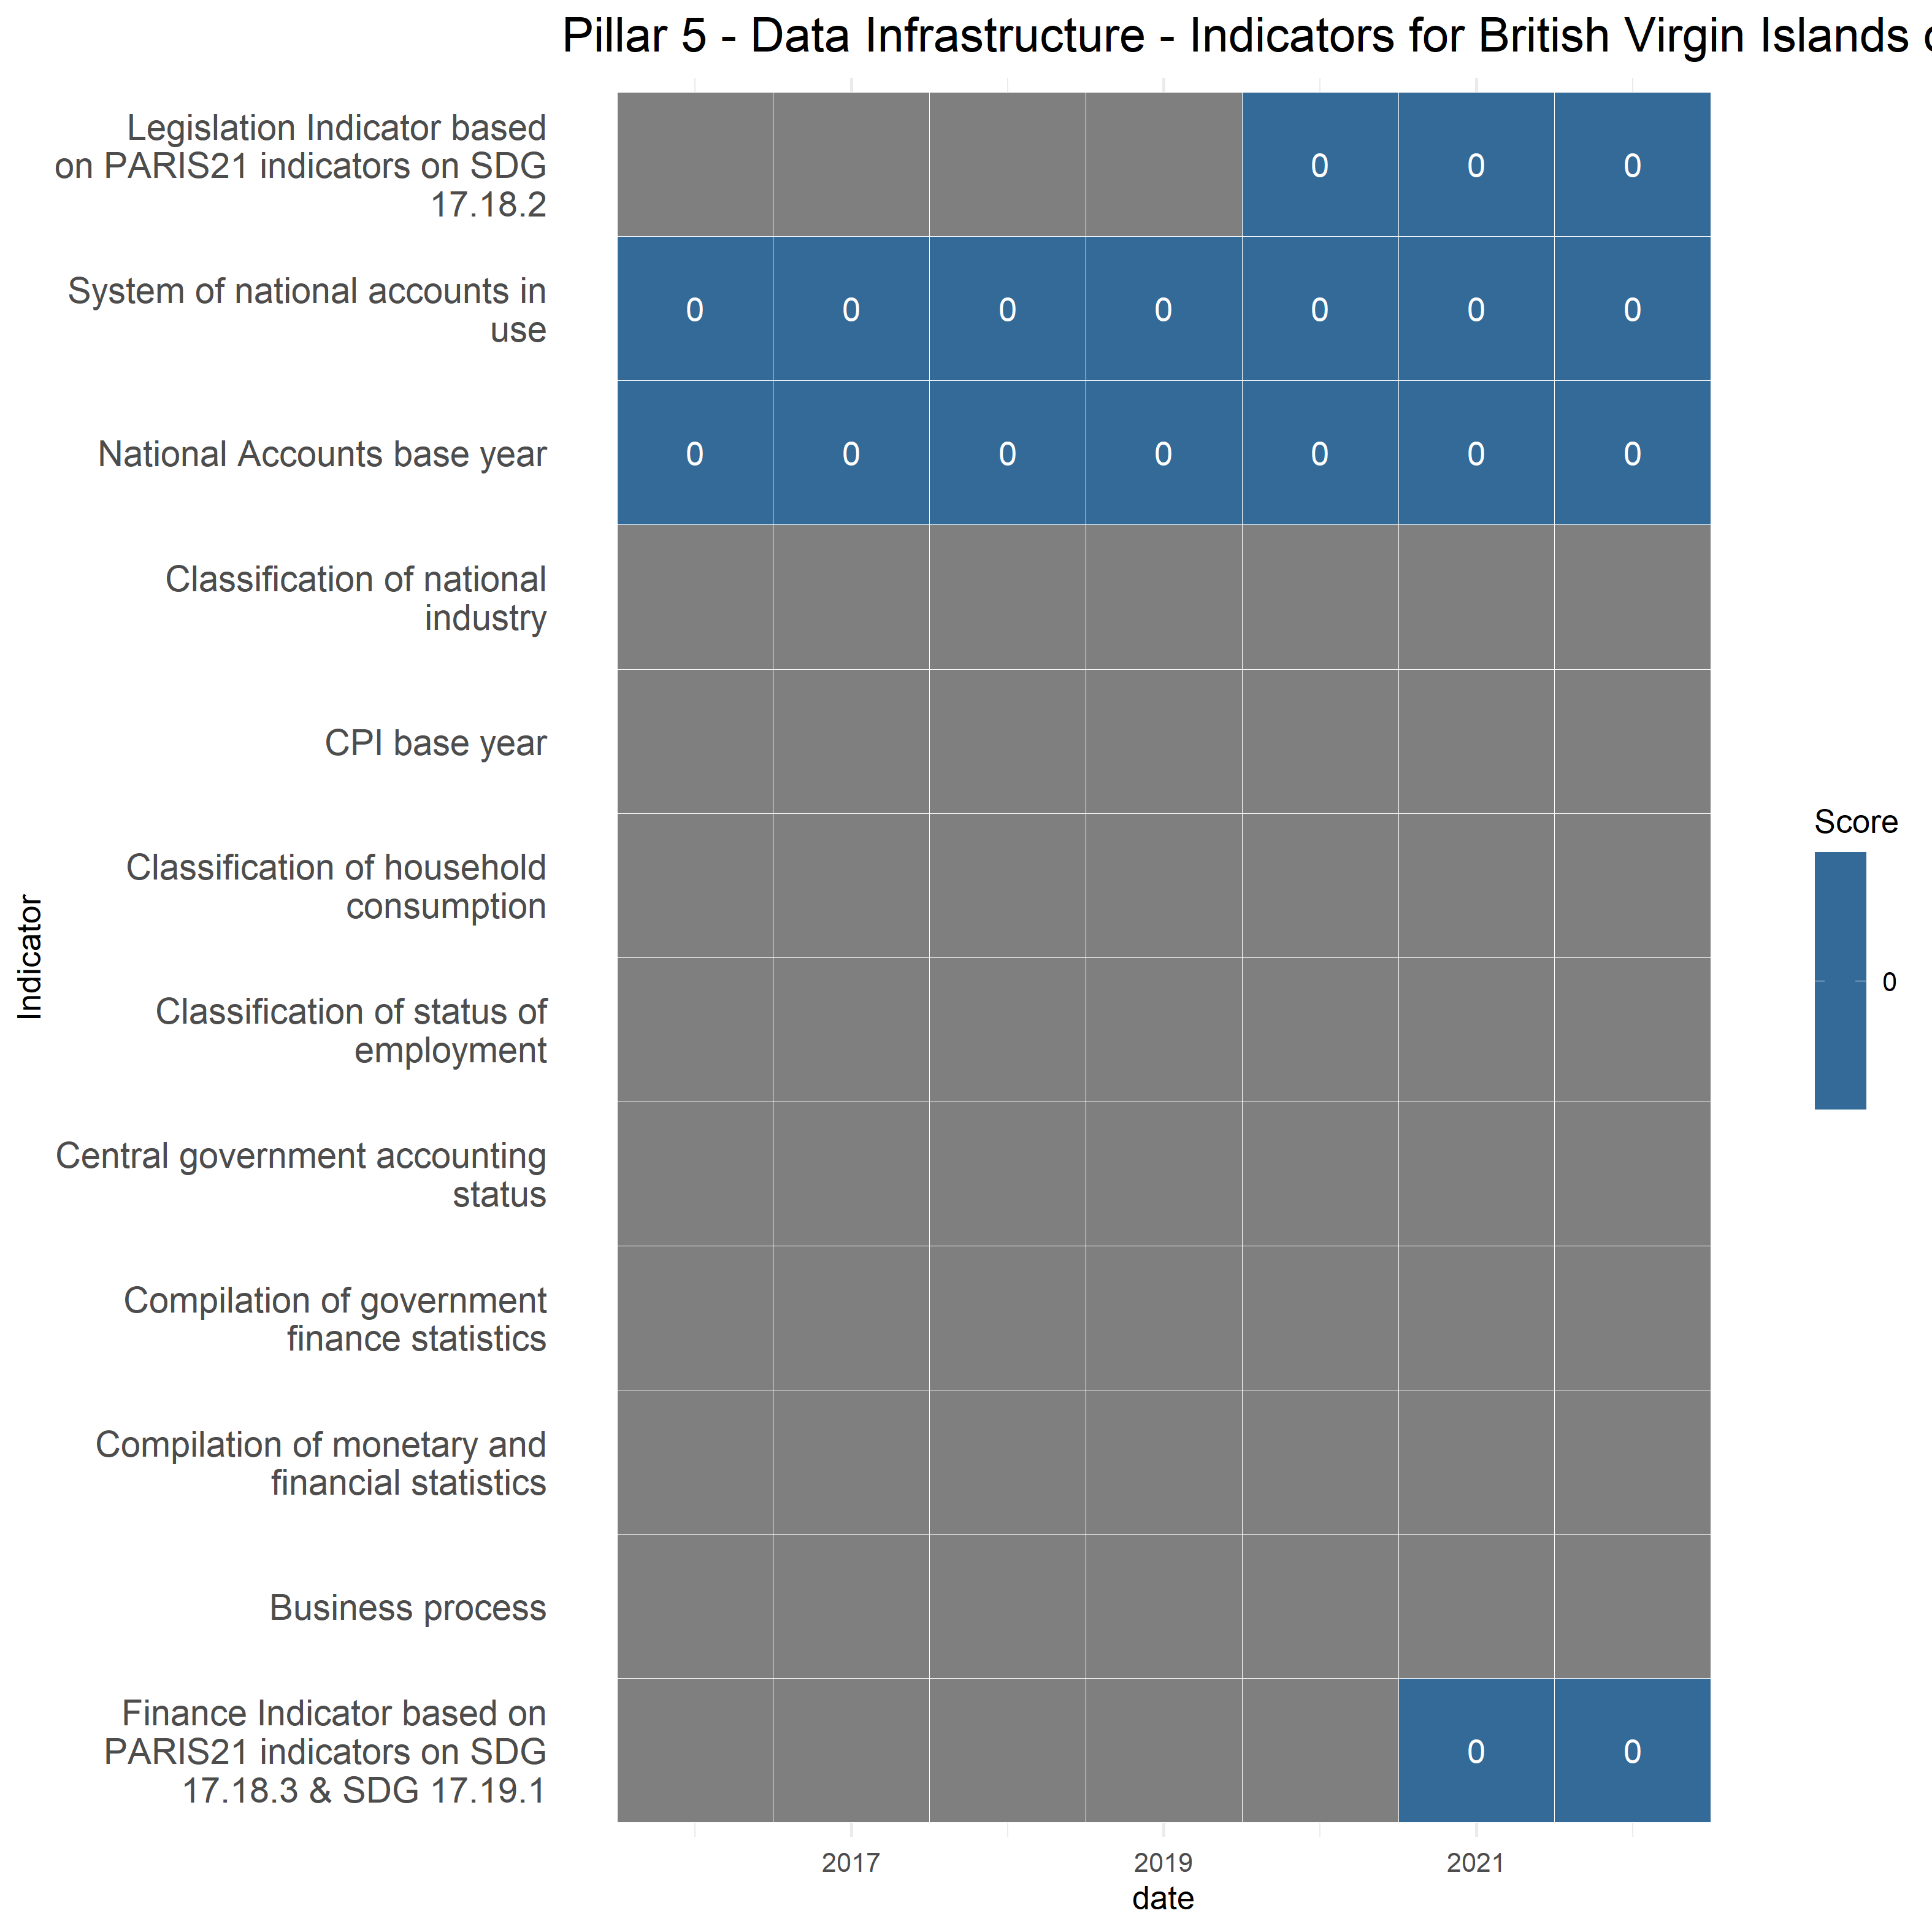 Pillar 5 - Data Infrastructure - Indicators for British Virgin Islands
Legislation Indicator based
on PARIS21 indicators on SDG
17.18.2
0 0 0
System of national accounts in
use
0 0 0 0 0 0 0
National Accounts base year
0 0 0 0 0 0 0
Classification of national
industry
CPI base year
Classification of household
consumption
Classification of status of
employment
Central government accounting
status
Compilation of government
finance statistics
Compilation of monetary and
financial statistics
Business process
Finance Indicator based on
PARIS21 indicators on SDG
17.18.3 & SDG 17.19.1
0 0
Indicator
2017 2019 2021
date
Score
0